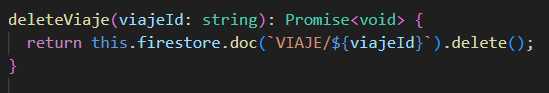 deleteViaje(viajeId: string): Promise<void> {
  return this.firestore.doc(`VIAJE/${viajeId}`).delete();
}